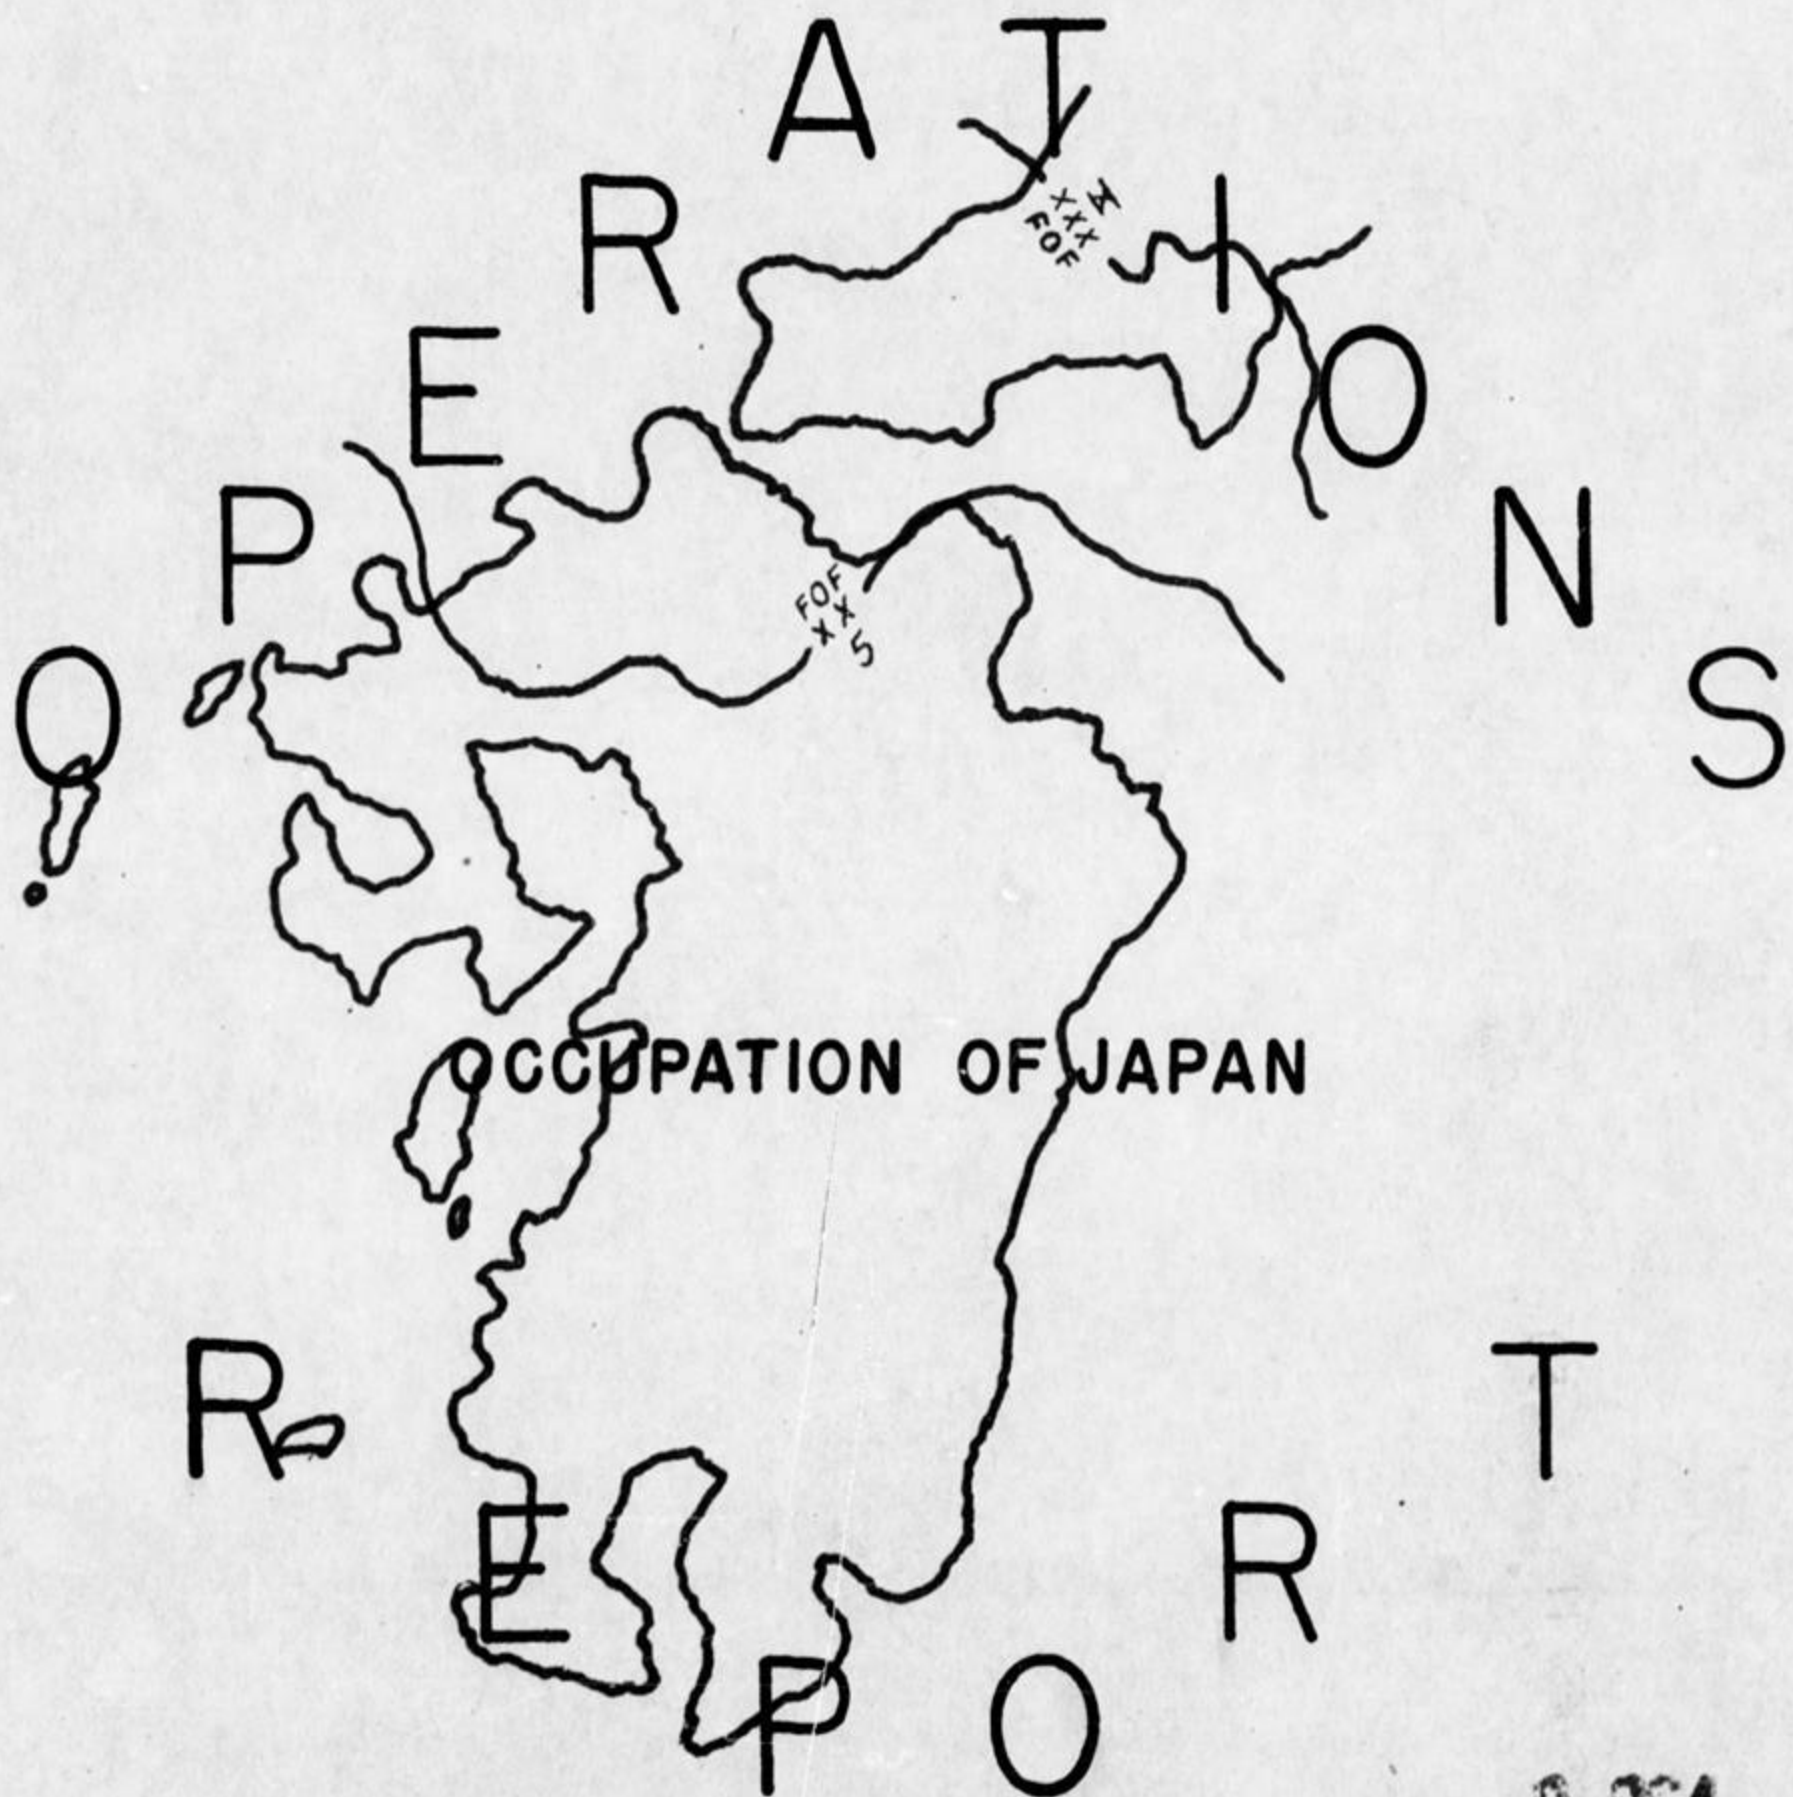 OPERATIONS
XXX
FOF
FOF
XX
5
OCCUPATION OF JAPAN
REPORT